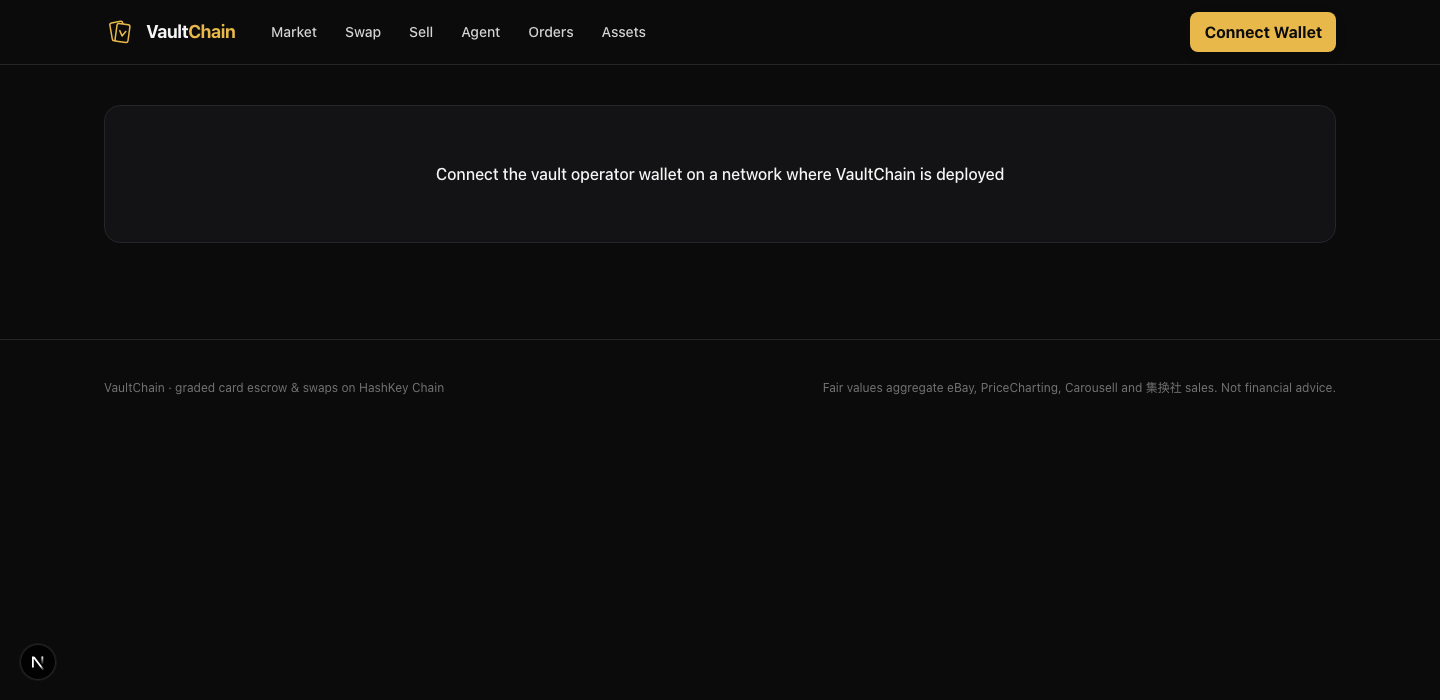 VaultChain
Market
Swap
Sell
Agent
Orders
Assets
Connect Wallet
Connect the vault operator wallet on a network where VaultChain is deployed
VaultChain · graded card escrow & swaps on HashKey Chain
Fair values aggregate eBay, PriceCharting, Carousell and 集换社 sales. Not financial advice.
N